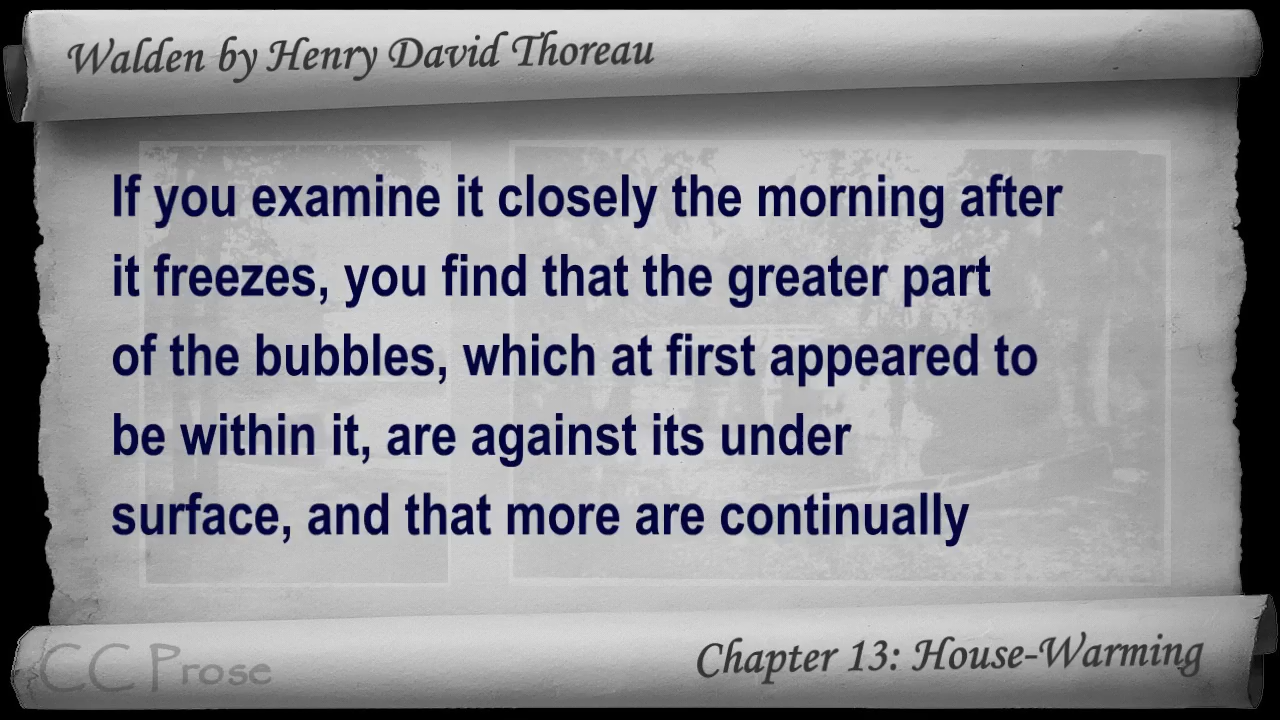 Walden by Henry David Thoreau
If you examine it closely the morning after
it freezes, you find that the greater part
of the bubbles, which at first appeared to
be within it, are against its under
surface, and that more are continually
CC Prose
Chapter 13: House-Warming